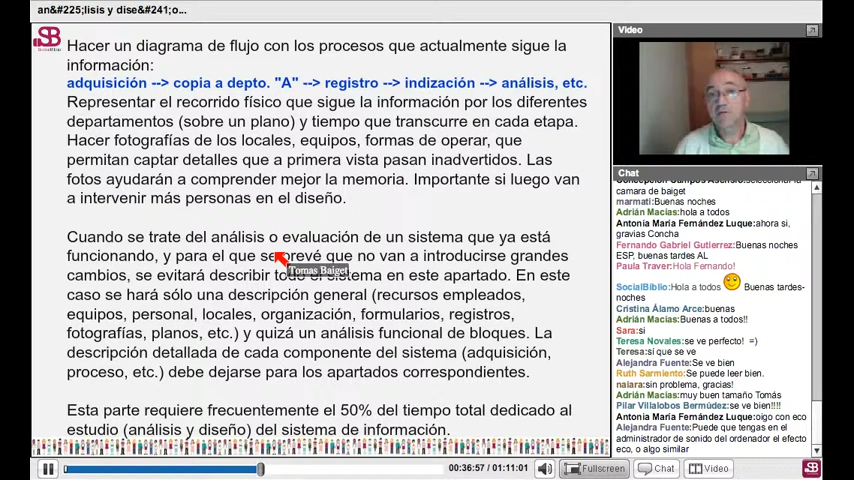 an&#225;lisis y dise&#241;o...
SB
Hacer un diagrama de flujo con los procesos que actualmente sigue la
información:
adquisición --> copia a depto. "A" --> registro --> indización --> análisis, etc.
Representar el recorrido físico que sigue la información por los diferentes
departamentos (sobre un plano) y tiempo que transcurre en cada etapa.
Hacer fotografías de los locales, equipos, formas de operar, que
permitan captar detalles que a primera vista pasan inadvertidos. Las
fotos ayudarán a comprender mejor la memoria. Importante si luego van
a intervenir más personas en el diseño.
Cuando se trate del análisis o evaluación de un sistema que ya está
funcionando, y para el que se prevé que no van a introducirse grandes
cambios, se evitará describir todo el sistema en este apartado. En este
Tomas Baiget
caso se hará sólo una descripción general (recursos empleados,
equipos, personal, locales, organización, formularios, registros,
fotografías, planos, etc.) y quizá un análisis funcional de bloques. La
descripción detallada de cada componente del sistema (adquisición,
proceso, etc.) debe dejarse para los apartados correspondientes.
Esta parte requiere frecuentemente el 50% del tiempo total dedicado al
estudio (análisis y diseño) del sistema de información.
Video
Chat
camara de baiget
marmati:Buenas noches
Adrián Macías:hola a todos
Antonia María Fernández Luque:ahora si,
gravias Concha
Fernando Gabriel Gutierrez:Buenas noches
ESP, buenas tardes AL
Paula Traver:Hola Fernando!
SocialBiblio:Hola a todos Buenas tardes-
noches
Cristina Álamo Arce:buenas
Adrián Macías:Buenas a todos!!
Sara:si
Teresa Novales:se ve perfecto! =}
Teresa:sí que se ve
Alejandra Fuente:Se ve bien
Ruth Sarmiento:Se puede leer bien.
naiara:sin problema, gracias!
Adrián Macías:muy buen tamaño Tomás
Pilar Villalobos Bermúdez:se ve bien!!!!
Antonia María Fernández Luque:oigo con eco
Alejandra Fuente:Puede que tengas en el
administrador de sonido del ordenador el efecto
eco, o algo similar
00:36:57 / 01:11:01
Fullscreen
Chat
Video
SB